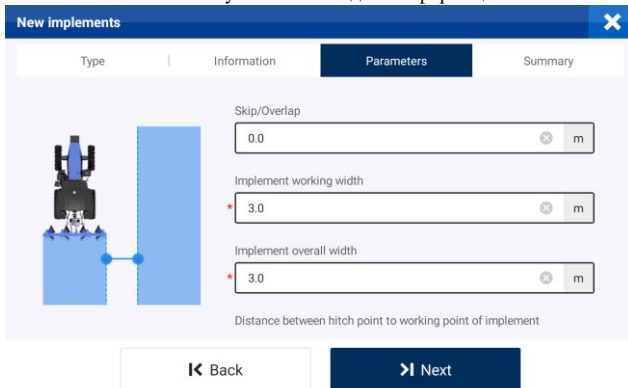 New implements
Type | Information Parameters Summary
Skip/Overlap
0.0 m
Implement working width
* 3.0 m
Implement overall width
* 3.0 m
Distance between hitch point to working point of implement
Back Next